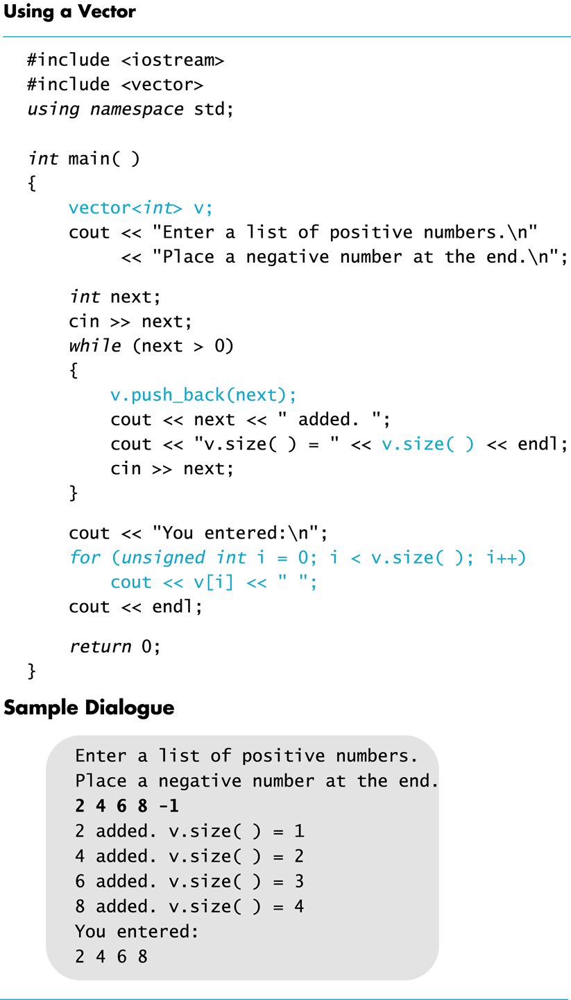 Using a Vector
#include <iostream>
#include <vector>
using namespace std;
int main( )
{
    vector<int> v;
    cout << "Enter a list of positive numbers.\n"
         << "Place a negative number at the end.\n";
    int next;
    cin >> next;
    while (next > 0)
    {
        v.push_back(next);
        cout << next << " added. ";
        cout << "v.size( ) = " << v.size( ) << endl;
        cin >> next;
    }
    cout << "You entered:\n";
    for (unsigned int i = 0; i < v.size( ); i++)
        cout << v[i] << " ";
    cout << endl;
    return 0;
}
Sample Dialogue
Enter a list of positive numbers.
Place a negative number at the end.
2 4 6 8 -1
2 added. v.size( ) = 1
4 added. v.size( ) = 2
6 added. v.size( ) = 3
8 added. v.size( ) = 4
You entered:
2 4 6 8